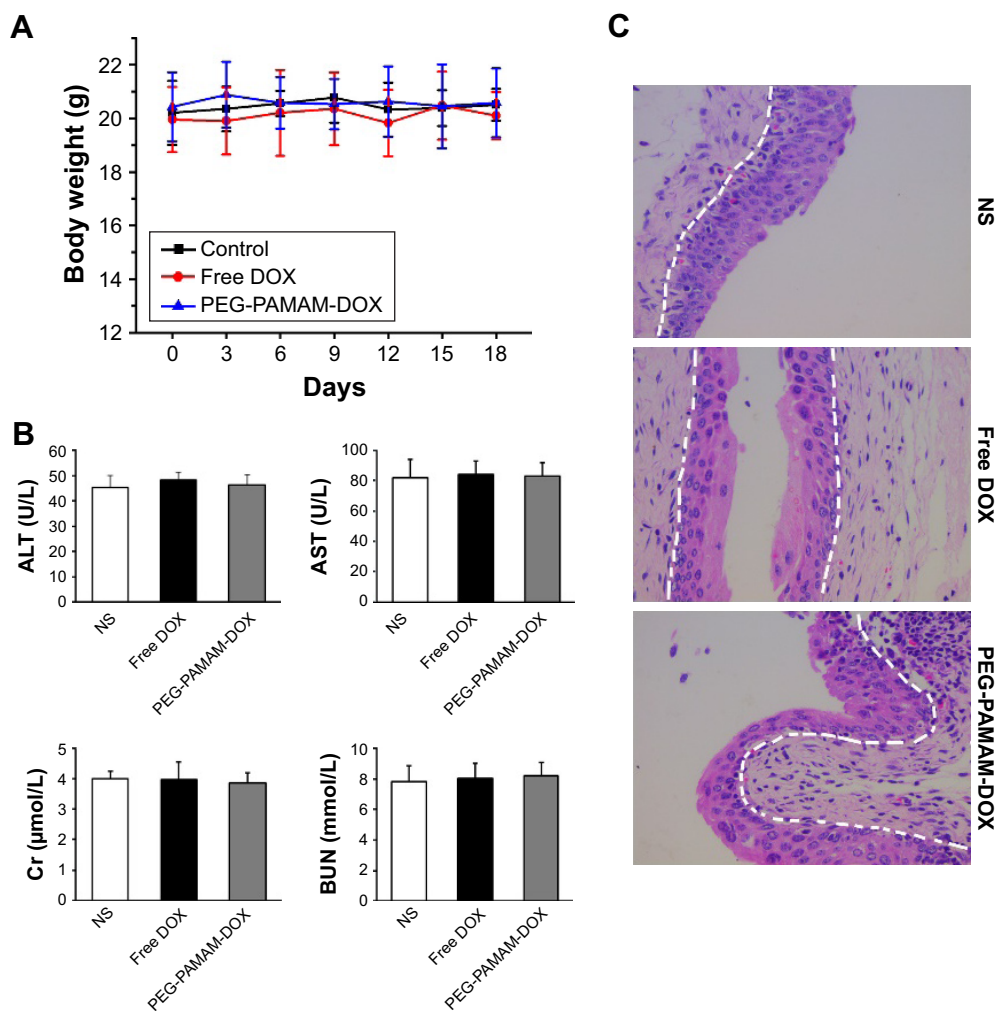 A
Body weight (g)
22
20
18
16
14
12
Control
Free DOX
PEG-PAMAM-DOX
0 3 6 9 12 15 18
Days
B
ALT (U/L)
60
50
40
30
20
10
0
NS
Free DOX
PEG-PAMAM-DOX
AST (U/L)
100
80
60
40
20
0
NS
Free DOX
PEG-PAMAM-DOX
Cr (µmol/L)
5
4
3
2
1
0
NS
Free DOX
PEG-PAMAM-DOX
BUN (mmol/L)
10
8
6
4
2
0
NS
Free DOX
PEG-PAMAM-DOX
C
NS
Free DOX
PEG-PAMAM-DOX